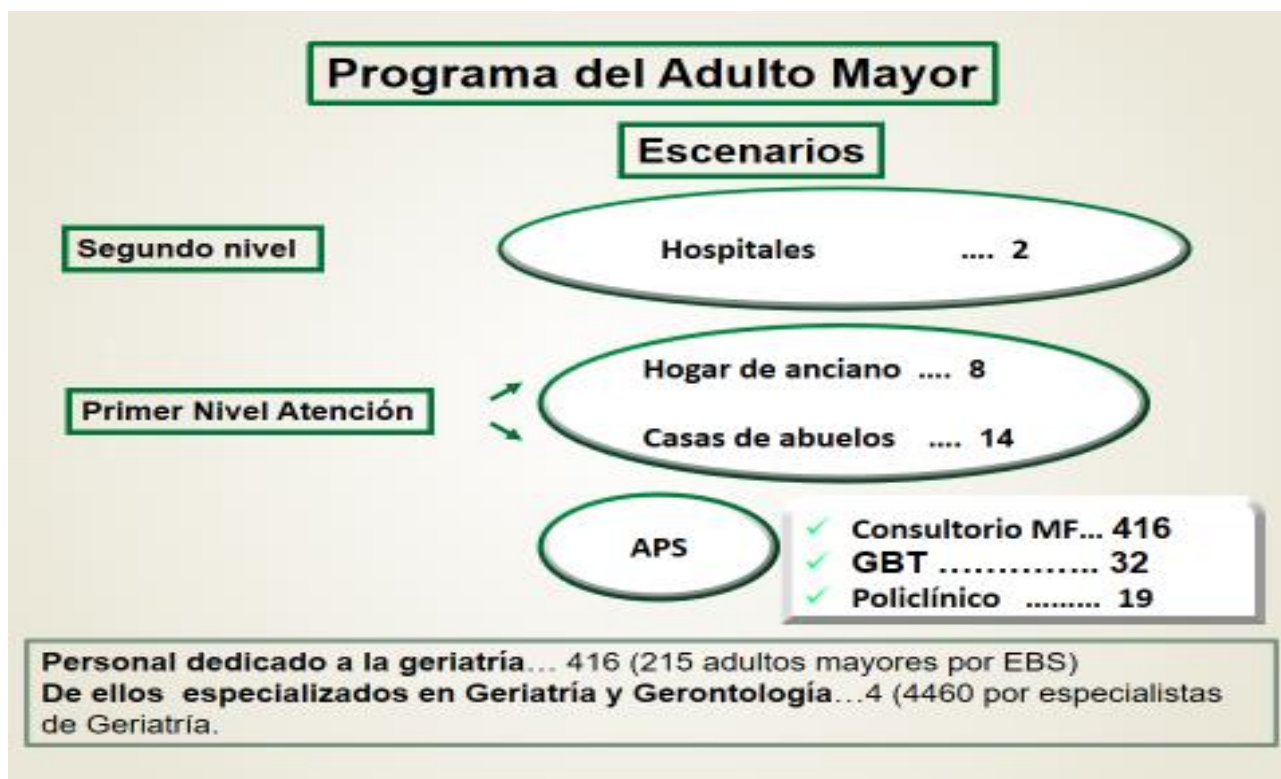 Programa del Adulto Mayor
Escenarios
Segundo nivel
Hospitales .... 2
Primer Nivel Atención
Hogar de anciano .... 8
Casas de abuelos .... 14
APS
Consultorio MF... 416
GBT ………….. 32
Policlínico ……... 19
Personal dedicado a la geriatría… 416 (215 adultos mayores por EBS)
De ellos especializados en Geriatría y Gerontología…4 (4460 por especialistas
de Geriatría.